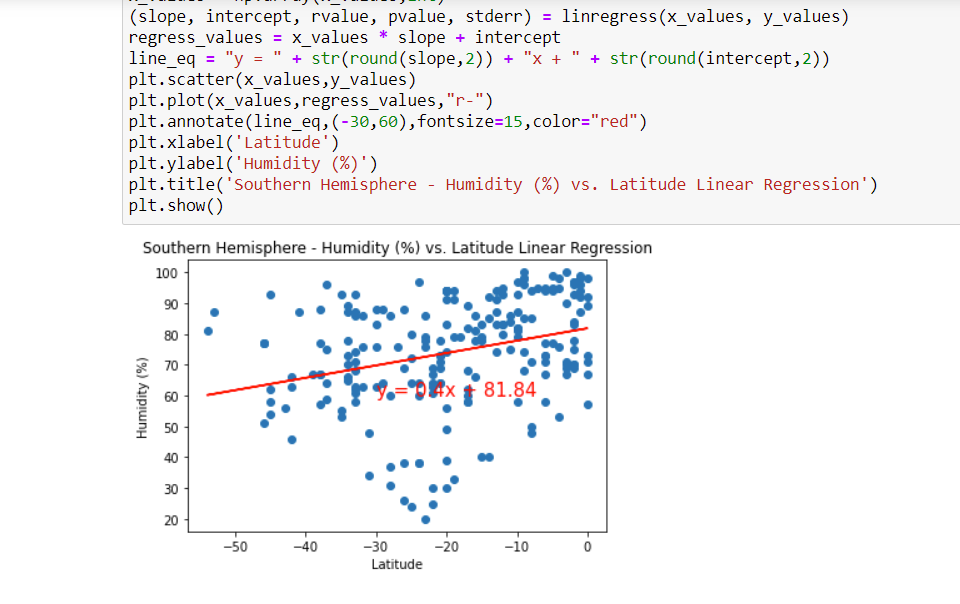 (slope, intercept, rvalue, pvalue, stderr) = linregress(x_values, y_values)
regress_values = x_values * slope + intercept
line_eq = "y = " + str(round(slope,2)) + "x + " + str(round(intercept,2))
plt.scatter(x_values,y_values)
plt.plot(x_values,regress_values,"r-")
plt.annotate(line_eq,(-30,60),fontsize=15,color="red")
plt.xlabel('Latitude')
plt.ylabel('Humidity (%)')
plt.title('Southern Hemisphere - Humidity (%) vs. Latitude Linear Regression')
plt.show()
Southern Hemisphere - Humidity (%) vs. Latitude Linear Regression
100
90
80
70
60
50
40
30
20
Humidity (%)
y = 0.4x + 81.84
−50 −40 −30 −20 −10 0
Latitude